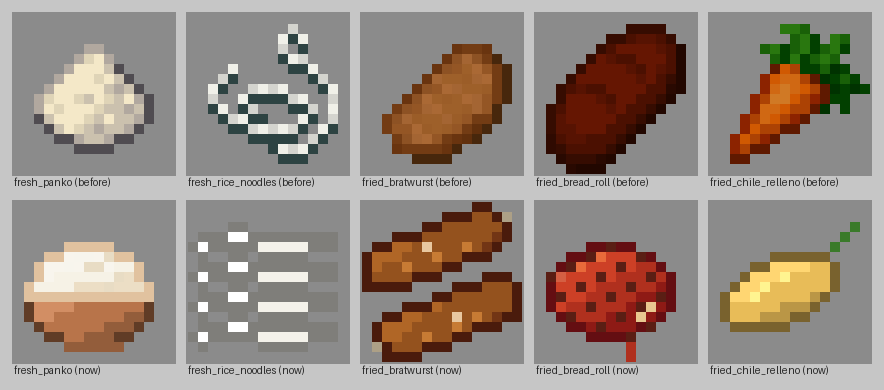 fresh_panko (before)
fresh_rice_noodles (before)
fried_bratwurst (before)
fried_bread_roll (before)
fried_chile_relleno (before)
fresh_panko (now)
fresh_rice_noodles (now)
fried_bratwurst (now)
fried_bread_roll (now)
fried_chile_relleno (now)